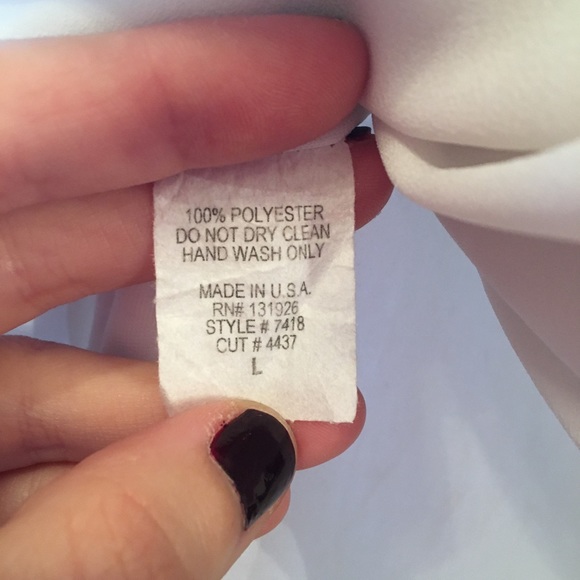 100% POLYESTER
DO NOT DRY CLEAN
HAND WASH ONLY
MADE IN U.S.A.
RN# 131926
STYLE # 7418
CUT # 4437
L